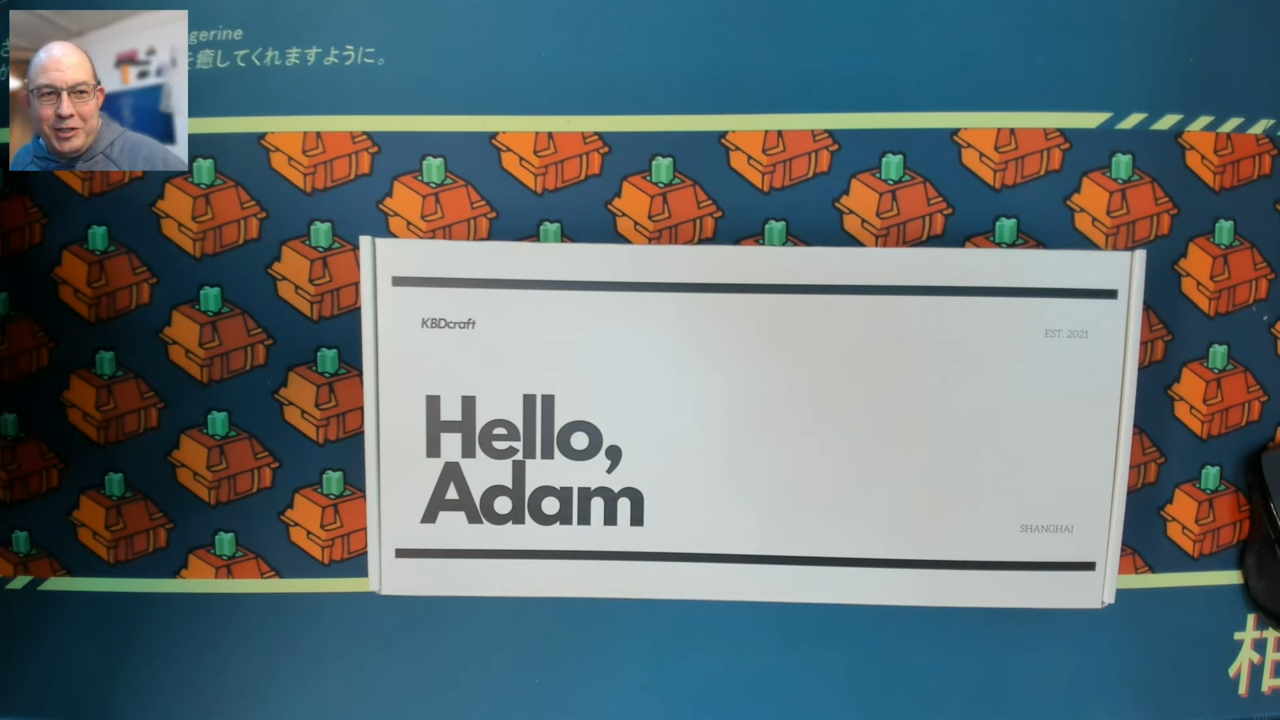 gerine
を癒してくれますように。
KBDcraft
EST. 2021
Hello,
Adam
SHANGHAI